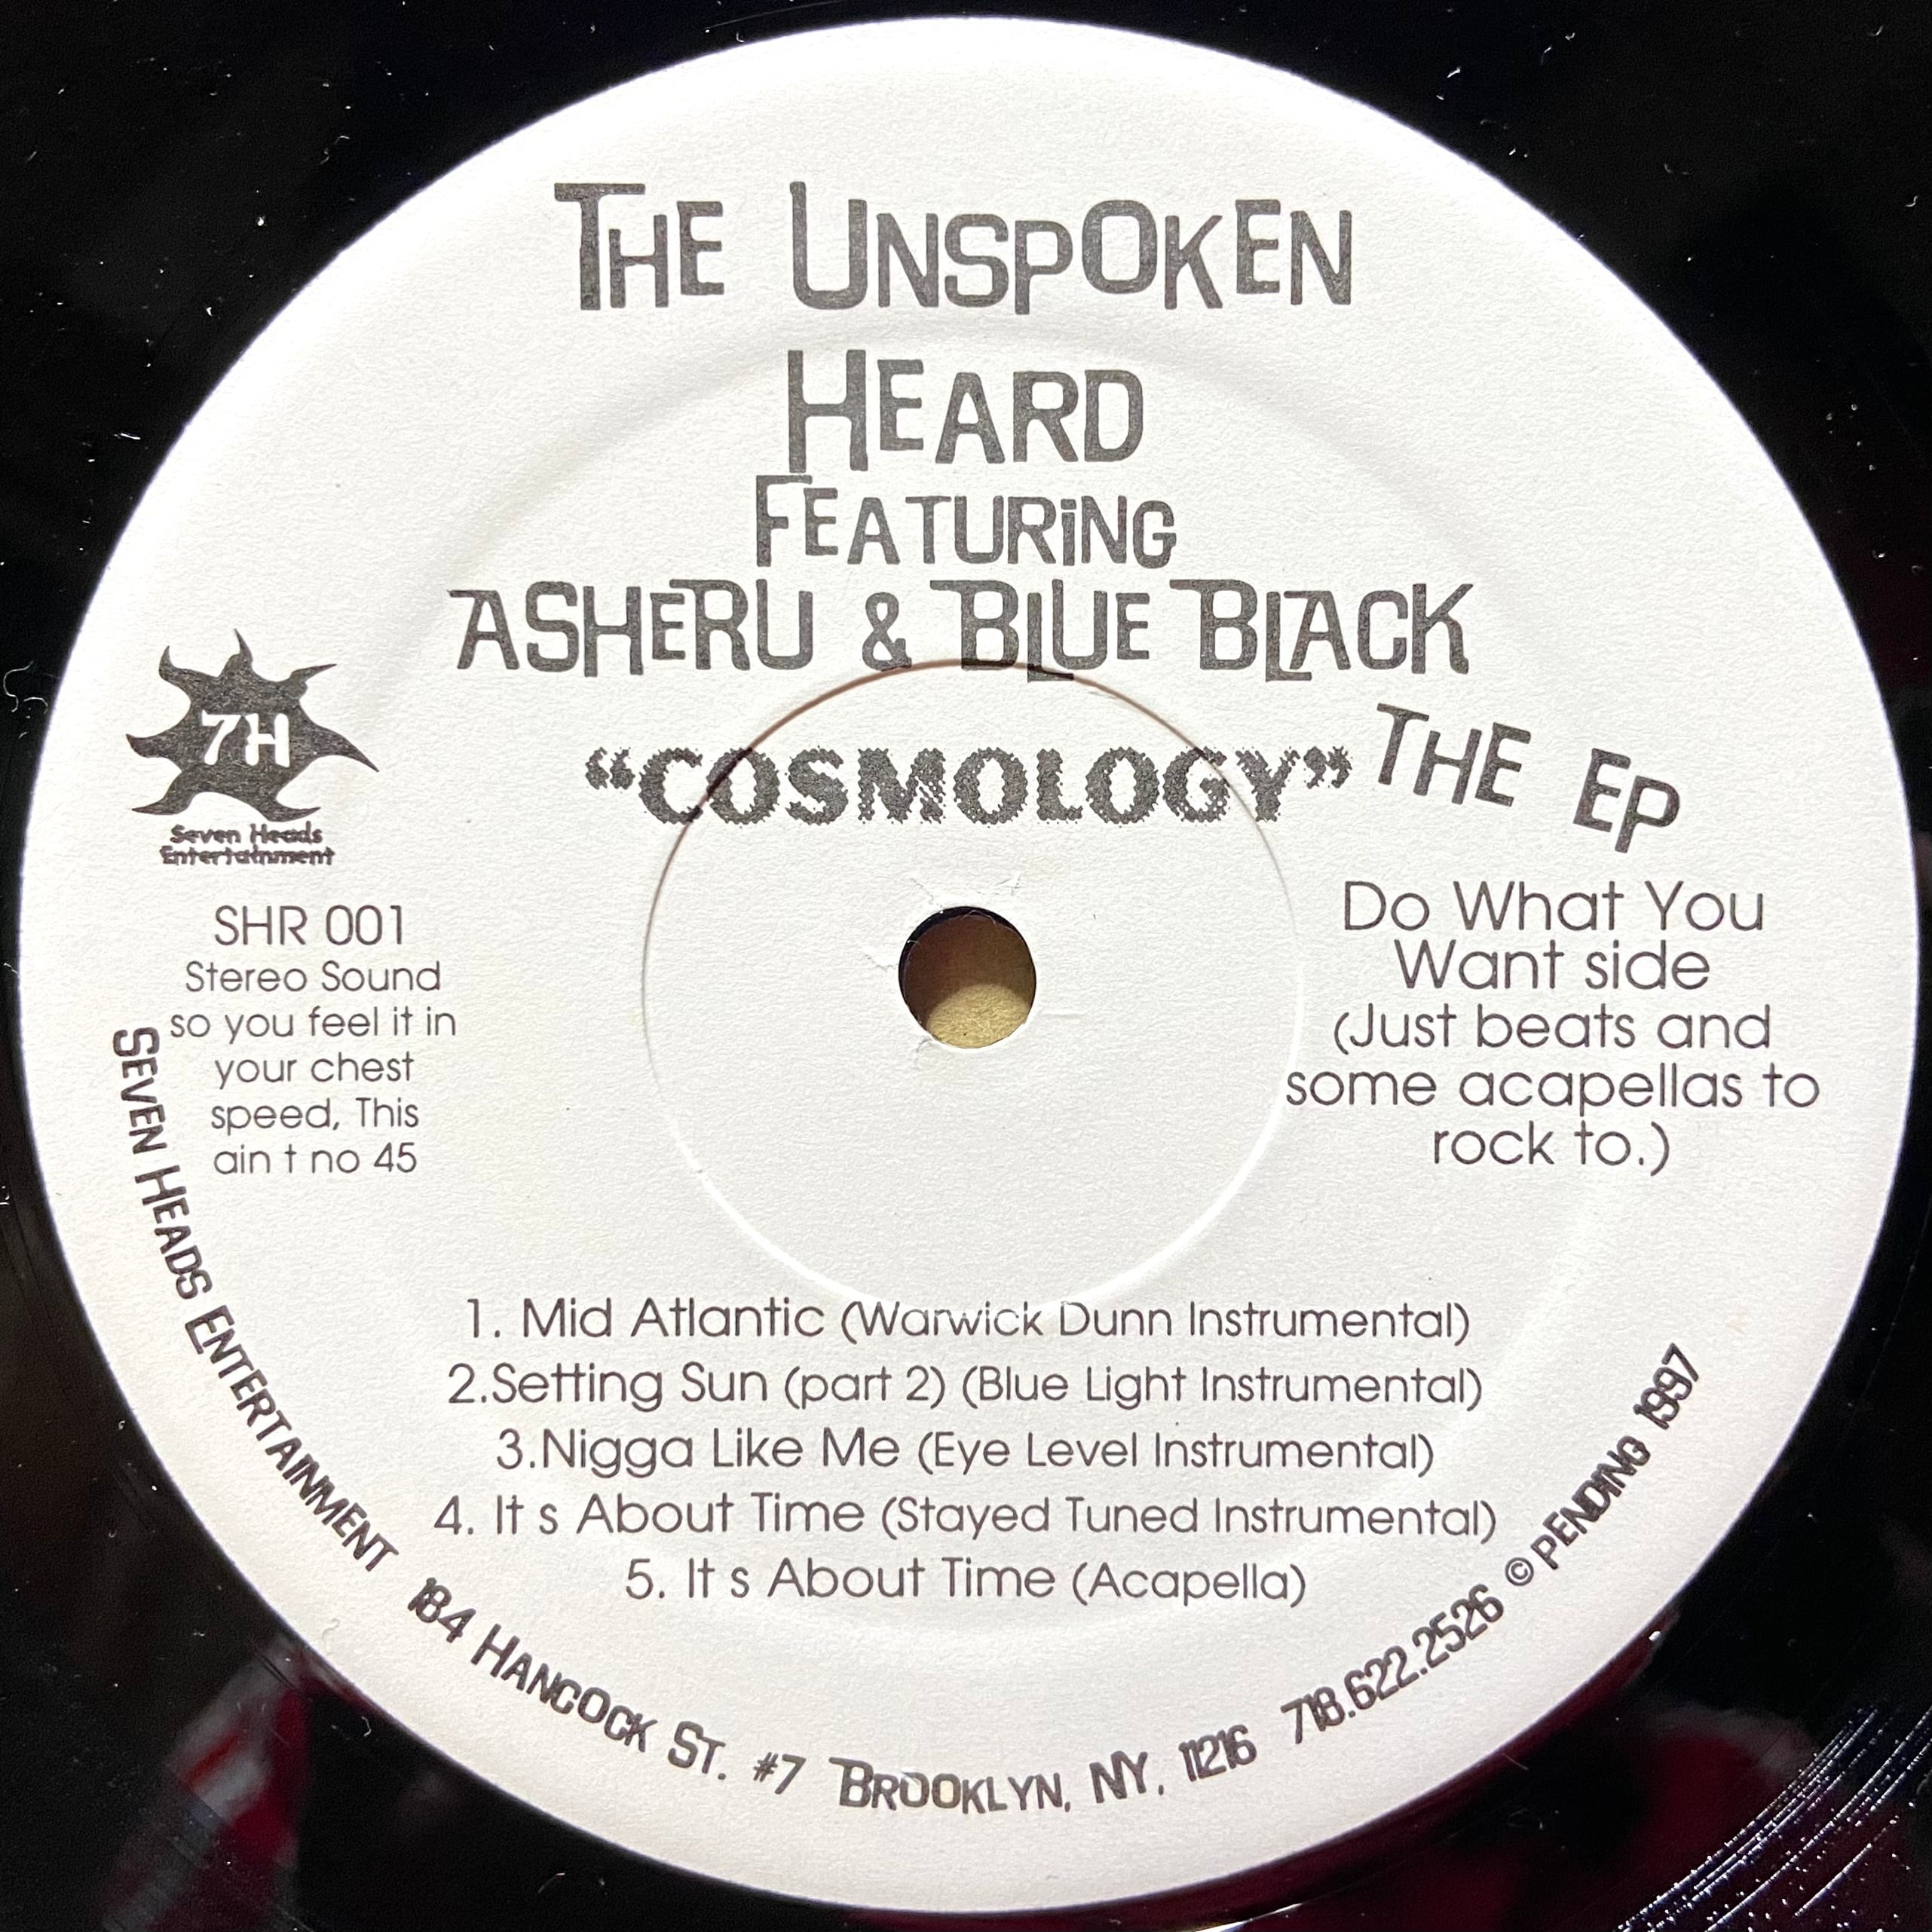 THE UNSPOKEN
HEARD
FEATURiNG
ASHERU & BLUE BLACK
“COSMOLOGY” THE EP
7H
Seven Heads
Entertainment
SHR 001
Stereo Sound
so you feel it in
your chest
speed, This
ain t no 45
Do What You
Want side
(Just beats and
some acapellas to
rock to.)
1. Mid Atlantic (Warwick Dunn Instrumental)
2.Setting Sun (part 2) (Blue Light Instrumental)
3.Nigga Like Me (Eye Level Instrumental)
4. It s About Time (Stayed Tuned Instrumental)
5. It s About Time (Acapella)
SEVEN HEADS ENTERTAINMENT 184 HANCOCK ST. #7 BROOKLYN, NY, 11216 718.622.2526 © PENDING 1997